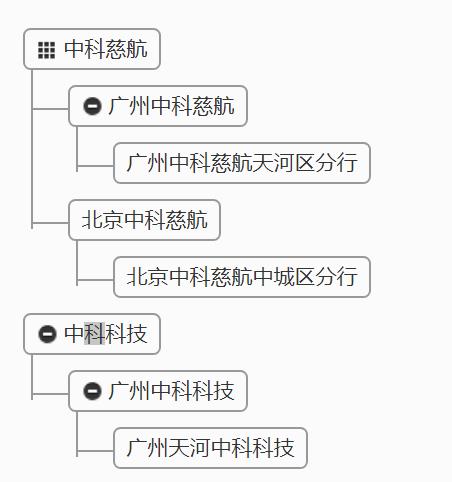 中科慈航
广州中科慈航
广州中科慈航天河区分行
北京中科慈航
北京中科慈航中城区分行
中科科技
广州中科科技
广州天河中科科技